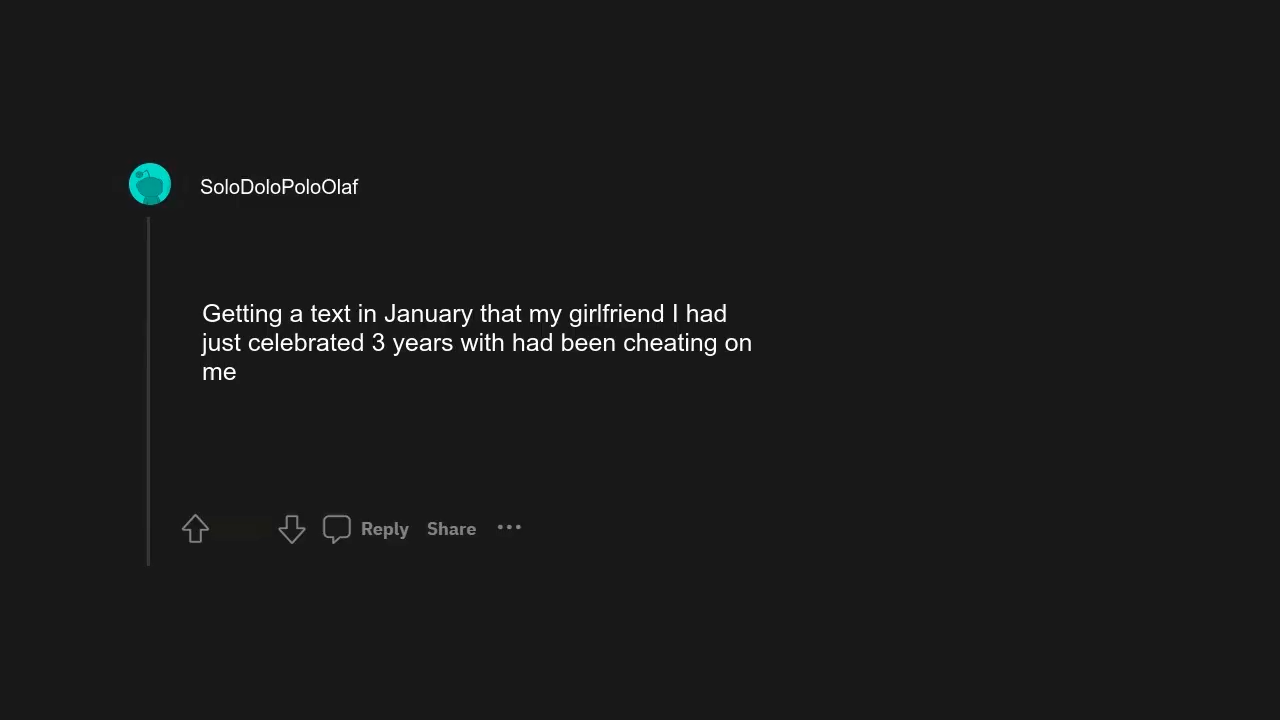 SoloDoloPoloOlaf
Getting a text in January that my girlfriend I had
just celebrated 3 years with had been cheating on
me
Reply Share